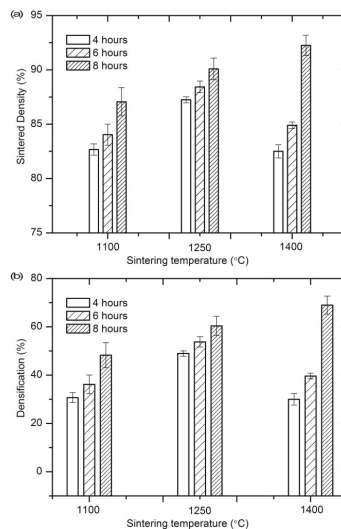 (a)
95
90
85
82
75
Sintered Density (%)
4 hours
6 hours
8 hours
1100
1250
1400
Sintering temperature (°C)
(b)
80
60
40
20
0
Densification (%)
4 hours
6 hours
8 hours
1100
1250
1400
Sintering temperature (°C)